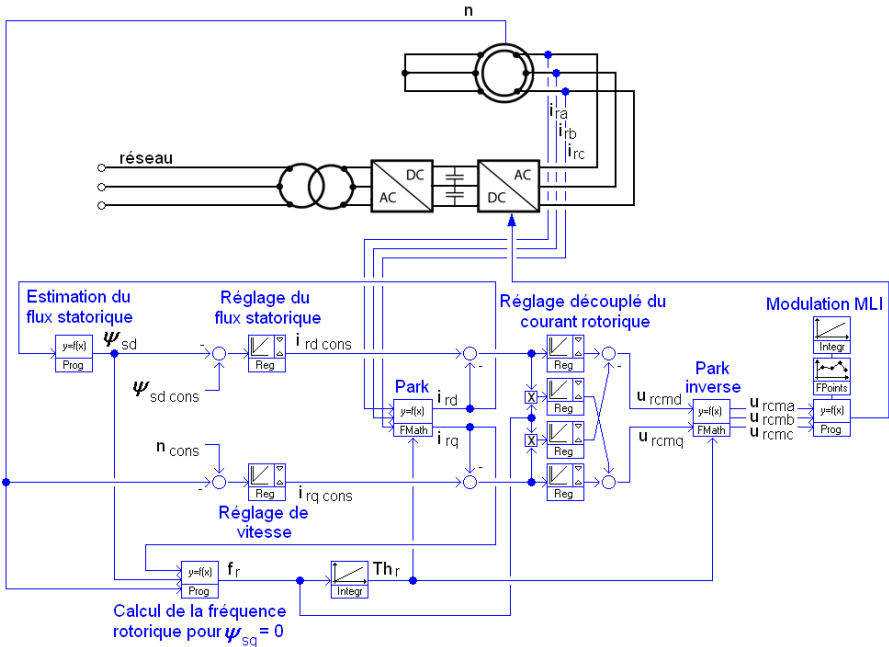 n
i ra
i rb
i rc
réseau
DC
AC
AC
DC
Estimation du
flux statorique
Réglage du
flux statorique
Réglage découplé du
courant rotorique
Modulation MLI
Integr
FPoints
y=f(x)
Prog
ψ sd
y=f(x)
Prog
-
Reg
i rd cons
-
Reg
-
ψ sd cons
Park
y=f(x)
FMath
i rd
i rq
X
Reg
X
Reg
u rcmd
Park
inverse
y=f(x)
FMath
u rcma
u rcmb
u rcmc
u rcmq
n cons
-
Reg
i rq cons
-
Reg
Réglage de
vitesse
y=f(x)
Prog
f r
Integr
Th r
Calcul de la fréquence
rotorique pour ψ sq = 0